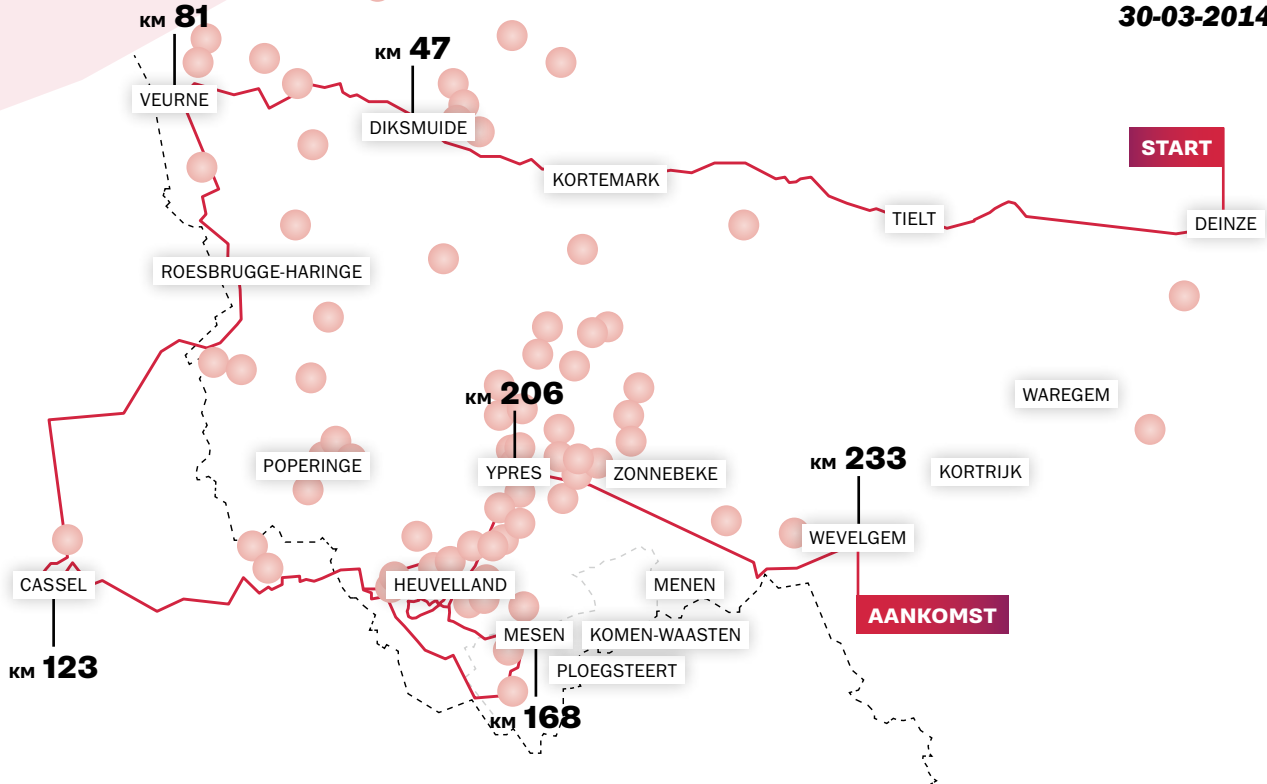 30-03-2014
KM 81
KM 47
VEURNE
DIKSMUIDE
START
KORTEMARK
TIELT
DEINZE
ROESBRUGGE-HARINGE
KM 206
WAREGEM
POPERINGE
YPRES
ZONNEBEKE
KM 233
KORTRIJK
WEVELGEM
CASSEL
HEUVELLAND
MENEN
AANKOMST
MESEN
KOMEN-WAASTEN
KM 123
PLOEGSTEERT
KM 168